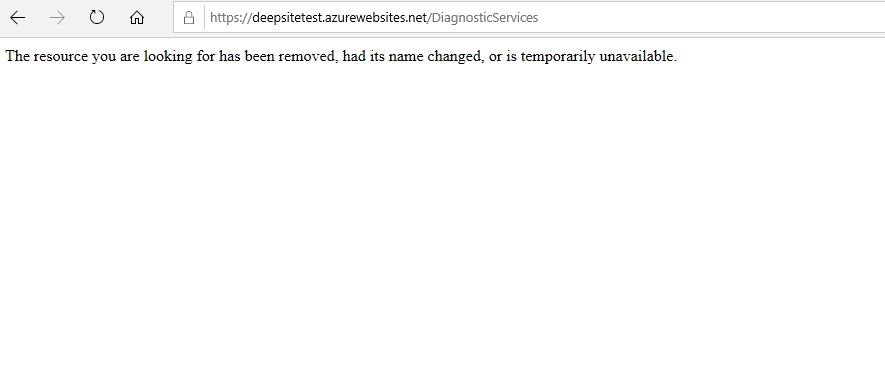 https://deepsitetest.azurewebsites.net/DiagnosticServices
The resource you are looking for has been removed, had its name changed, or is temporarily unavailable.